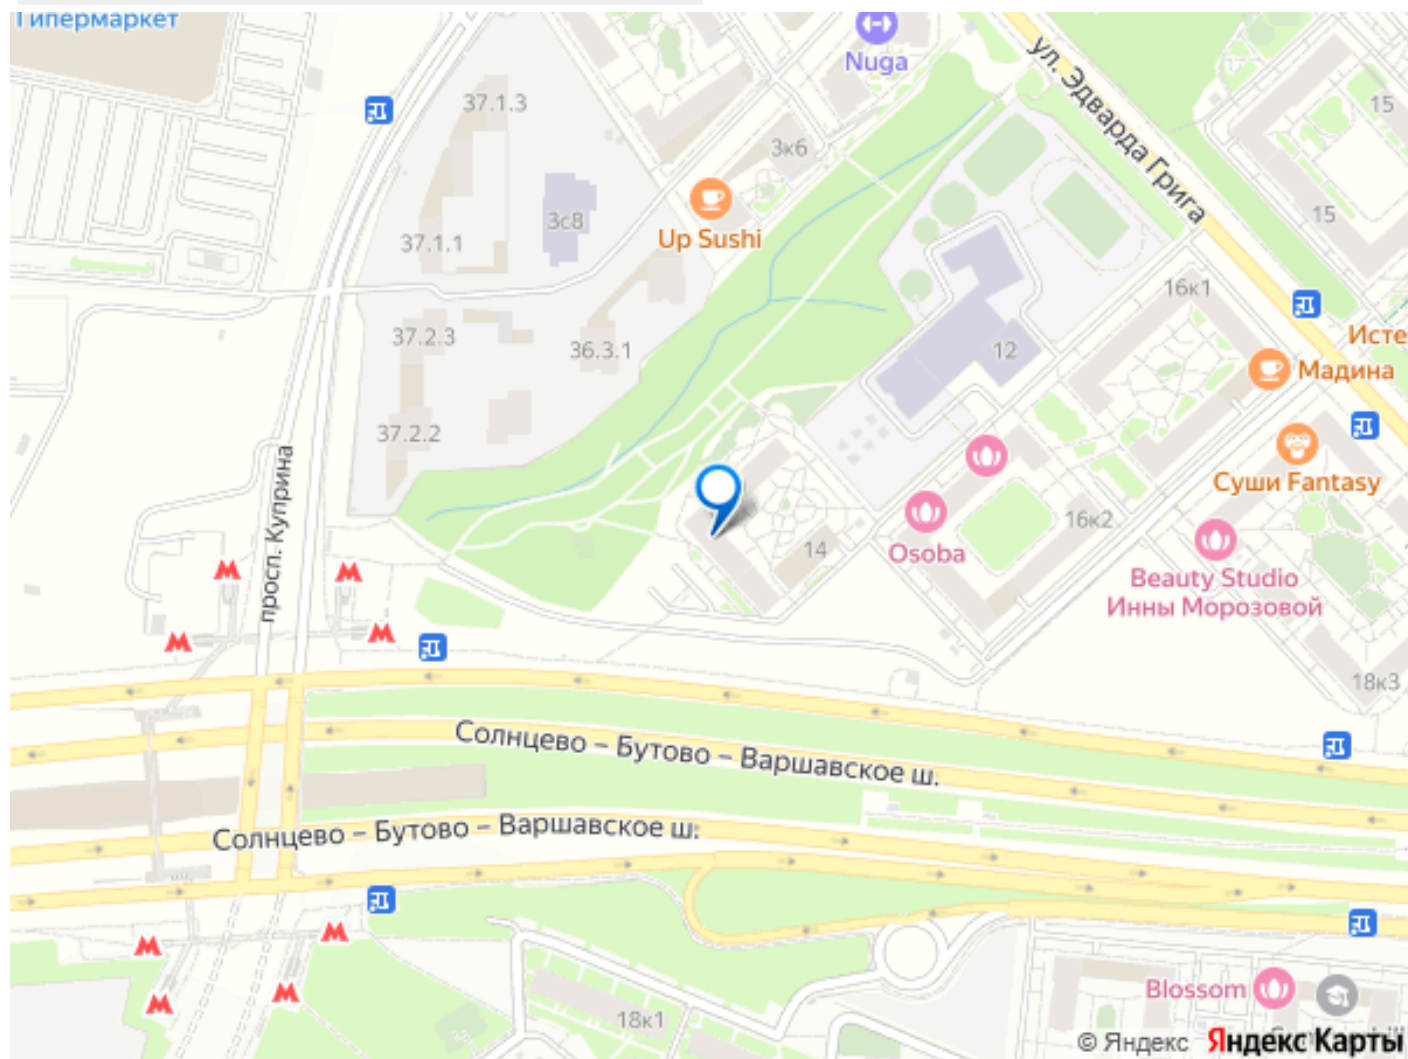 Гипермаркет
Nuga
ул. Эдварда Грига
37.1.3
15
3к6
3с8
15
37.1.1
Up Sushi
16к1
37.2.3
36.3.1
12
Исте
Мадина
37.2.2
просп. Куприна
Суши Fantasy
16к2
14
Osoba
Beauty Studio
Инны Морозовой
18к3
Солнцево – Бутово – Варшавское ш.
Солнцево – Бутово – Варшавское ш.
Blossom
18к1
© Яндекс Яндекс Карты